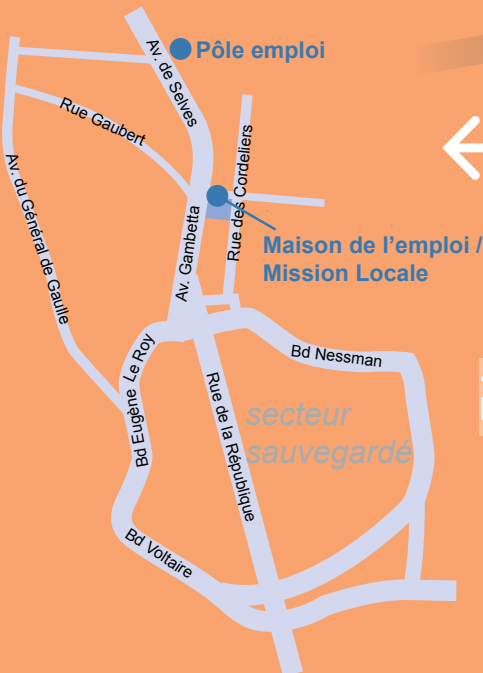 Av. de Selves
Pôle emploi
Rue Gaubert
Rue des Cordeliers
Av. du Général de Gaulle
Av. Gambetta
Maison de l'emploi /
Mission Locale
Bd Eugène Le Roy
Bd Nessman
Rue de la République
secteur
sauvegardé
Bd Voltaire